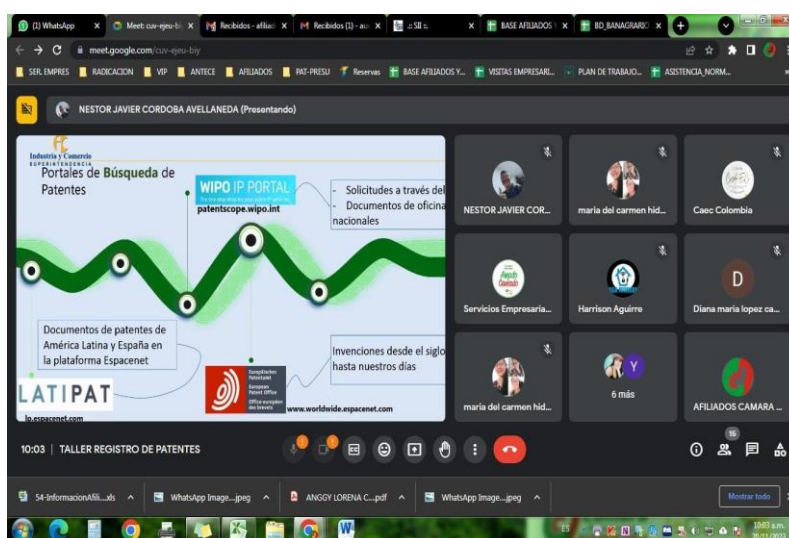 (1) WhatsApp
Meet: cuv-ejeu-bi
Recibidos - afilia
Recibidos (1) - au
.:: SII ::.
BASE AFILIADOS
BD_BANAGRARIO
meet.google.com/cuv-ejeu-biy
SER. EMPRES
RADICACION
VIP
ANTECE
AFILIADOS
PAT-PRESU
Reservas
BASE AFILIADOS Y...
VISITAS EMPRESARI...
PLAN DE TRABAJO...
ASISTENCIA_NORM...
NESTOR JAVIER CORDOBA AVELLANEDA (Presentando)
Industria y Comercio
SUPERINTENDENCIA
Portales de Búsqueda de
Patentes
WIPO IP PORTAL
patentscope.wipo.int
- Solicitudes a través del
- Documentos de oficina
nacionales
Documentos de patentes de
América Latina y España en
la plataforma Espacenet
LATIPAT
lp.espacenet.com
Europäisches
Patentamt
European
Patent Office
Office européen
des brevets
Invenciones desde el siglo
hasta nuestros días
www.worldwide.espacenet.com
NESTOR JAVIER COR...
maria del carmen hid...
Caec Colombia
Servicios Empresaria...
Harrison Aguirre
D
Diana maria lopez ca...
maria del carmen hid...
Y
6 más
AFILIADOS CAMARA ...
10:03 | TALLER REGISTRO DE PATENTES
16
54-InformacionAfili....xls
WhatsApp Image....jpeg
ANGGY LORENA C....pdf
WhatsApp Image....jpeg
Mostrar todo
ES
10:03 a.m.